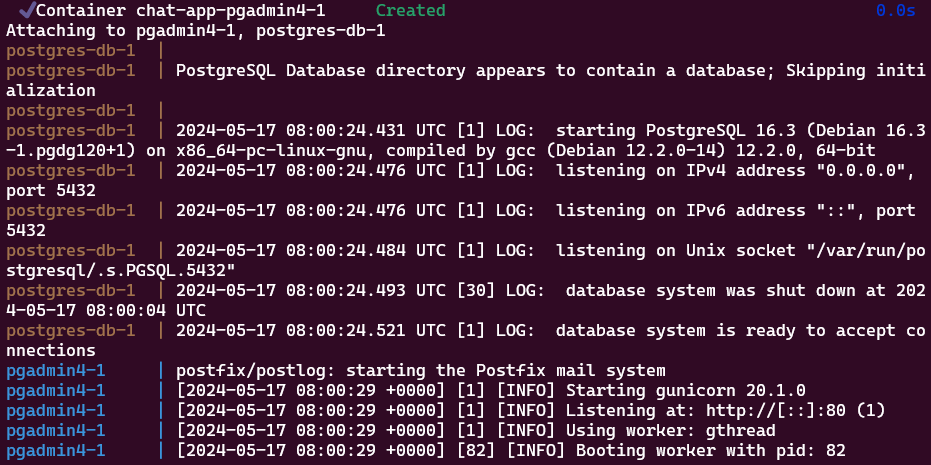 ✔Container chat-app-pgadmin4-1     Created     0.0s
Attaching to pgadmin4-1, postgres-db-1
postgres-db-1  |
postgres-db-1  | PostgreSQL Database directory appears to contain a database; Skipping initi
alization
postgres-db-1  |
postgres-db-1  | 2024-05-17 08:00:24.431 UTC [1] LOG:  starting PostgreSQL 16.3 (Debian 16.3
-1.pgdg120+1) on x86_64-pc-linux-gnu, compiled by gcc (Debian 12.2.0-14) 12.2.0, 64-bit
postgres-db-1  | 2024-05-17 08:00:24.476 UTC [1] LOG:  listening on IPv4 address "0.0.0.0",
port 5432
postgres-db-1  | 2024-05-17 08:00:24.476 UTC [1] LOG:  listening on IPv6 address "::", port
5432
postgres-db-1  | 2024-05-17 08:00:24.484 UTC [1] LOG:  listening on Unix socket "/var/run/po
stgresql/.s.PGSQL.5432"
postgres-db-1  | 2024-05-17 08:00:24.493 UTC [30] LOG:  database system was shut down at 202
4-05-17 08:00:04 UTC
postgres-db-1  | 2024-05-17 08:00:24.521 UTC [1] LOG:  database system is ready to accept co
nnections
pgadmin4-1     | postfix/postlog: starting the Postfix mail system
pgadmin4-1     | [2024-05-17 08:00:29 +0000] [1] [INFO] Starting gunicorn 20.1.0
pgadmin4-1     | [2024-05-17 08:00:29 +0000] [1] [INFO] Listening at: http://[::]:80 (1)
pgadmin4-1     | [2024-05-17 08:00:29 +0000] [1] [INFO] Using worker: gthread
pgadmin4-1     | [2024-05-17 08:00:29 +0000] [82] [INFO] Booting worker with pid: 82